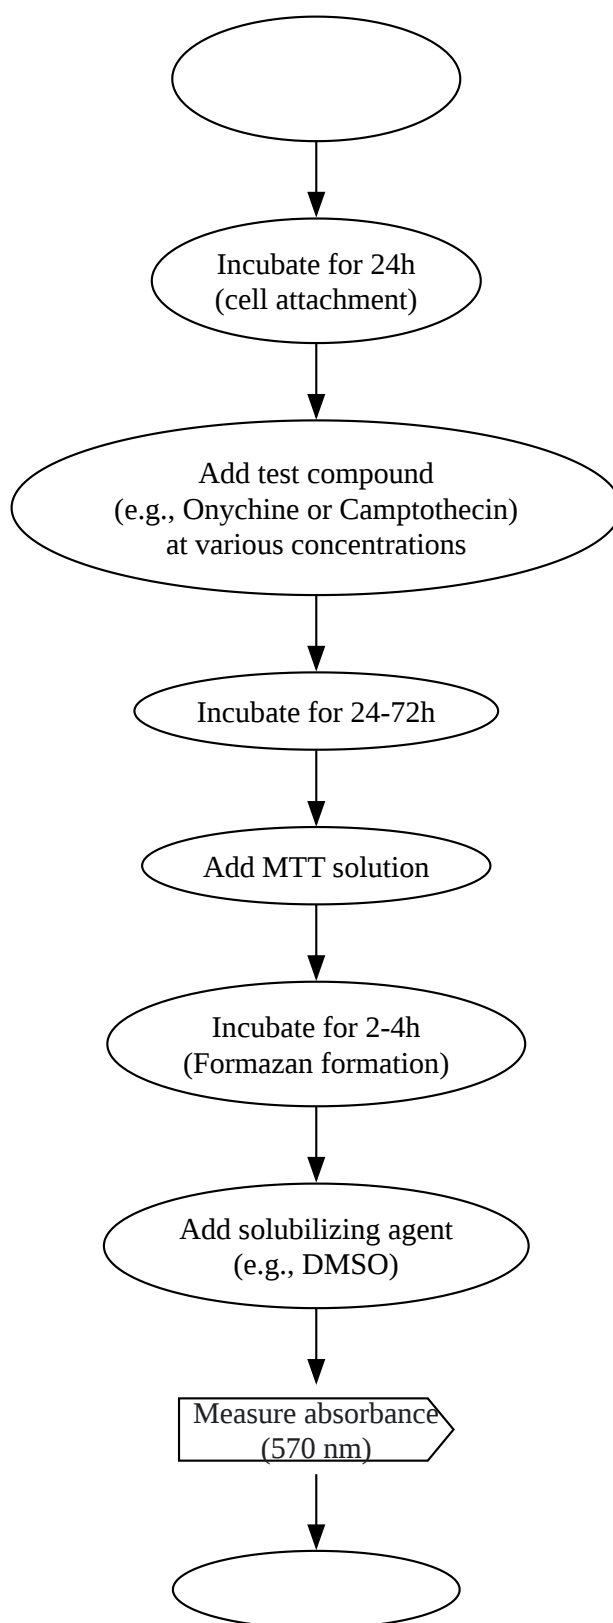 Incubate for 24h
(cell attachment)
Add test compound
(e.g., Onychine or Camptothecin)
at various concentrations
Incubate for 24-72h
Add MTT solution
Incubate for 2-4h
(Formazan formation)
Add solubilizing agent
(e.g., DMSO)
Measure absorbance
(570 nm)